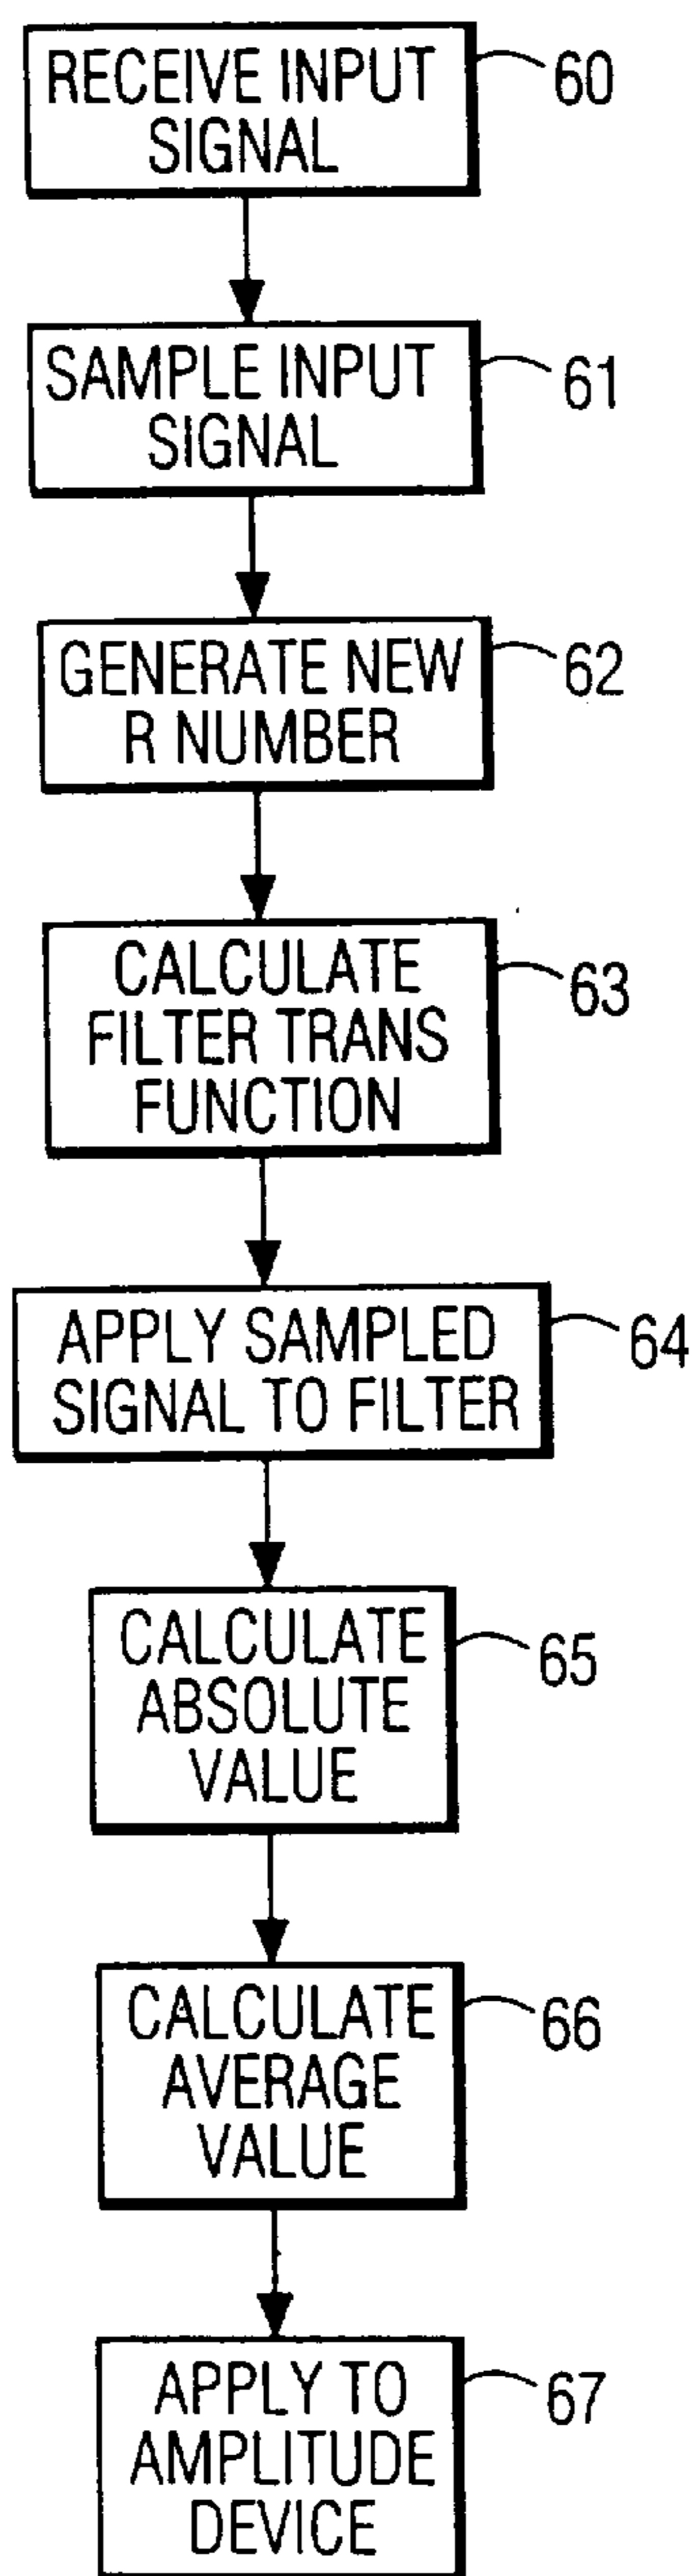 RECEIVE INPUT
SIGNAL
60
SAMPLE INPUT
SIGNAL
61
GENERATE NEW
R NUMBER
62
CALCULATE
FILTER TRANS
FUNCTION
63
APPLY SAMPLED
SIGNAL TO FILTER
64
CALCULATE
ABSOLUTE
VALUE
65
CALCULATE
AVERAGE
VALUE
66
APPLY TO
AMPLITUDE
DEVICE
67